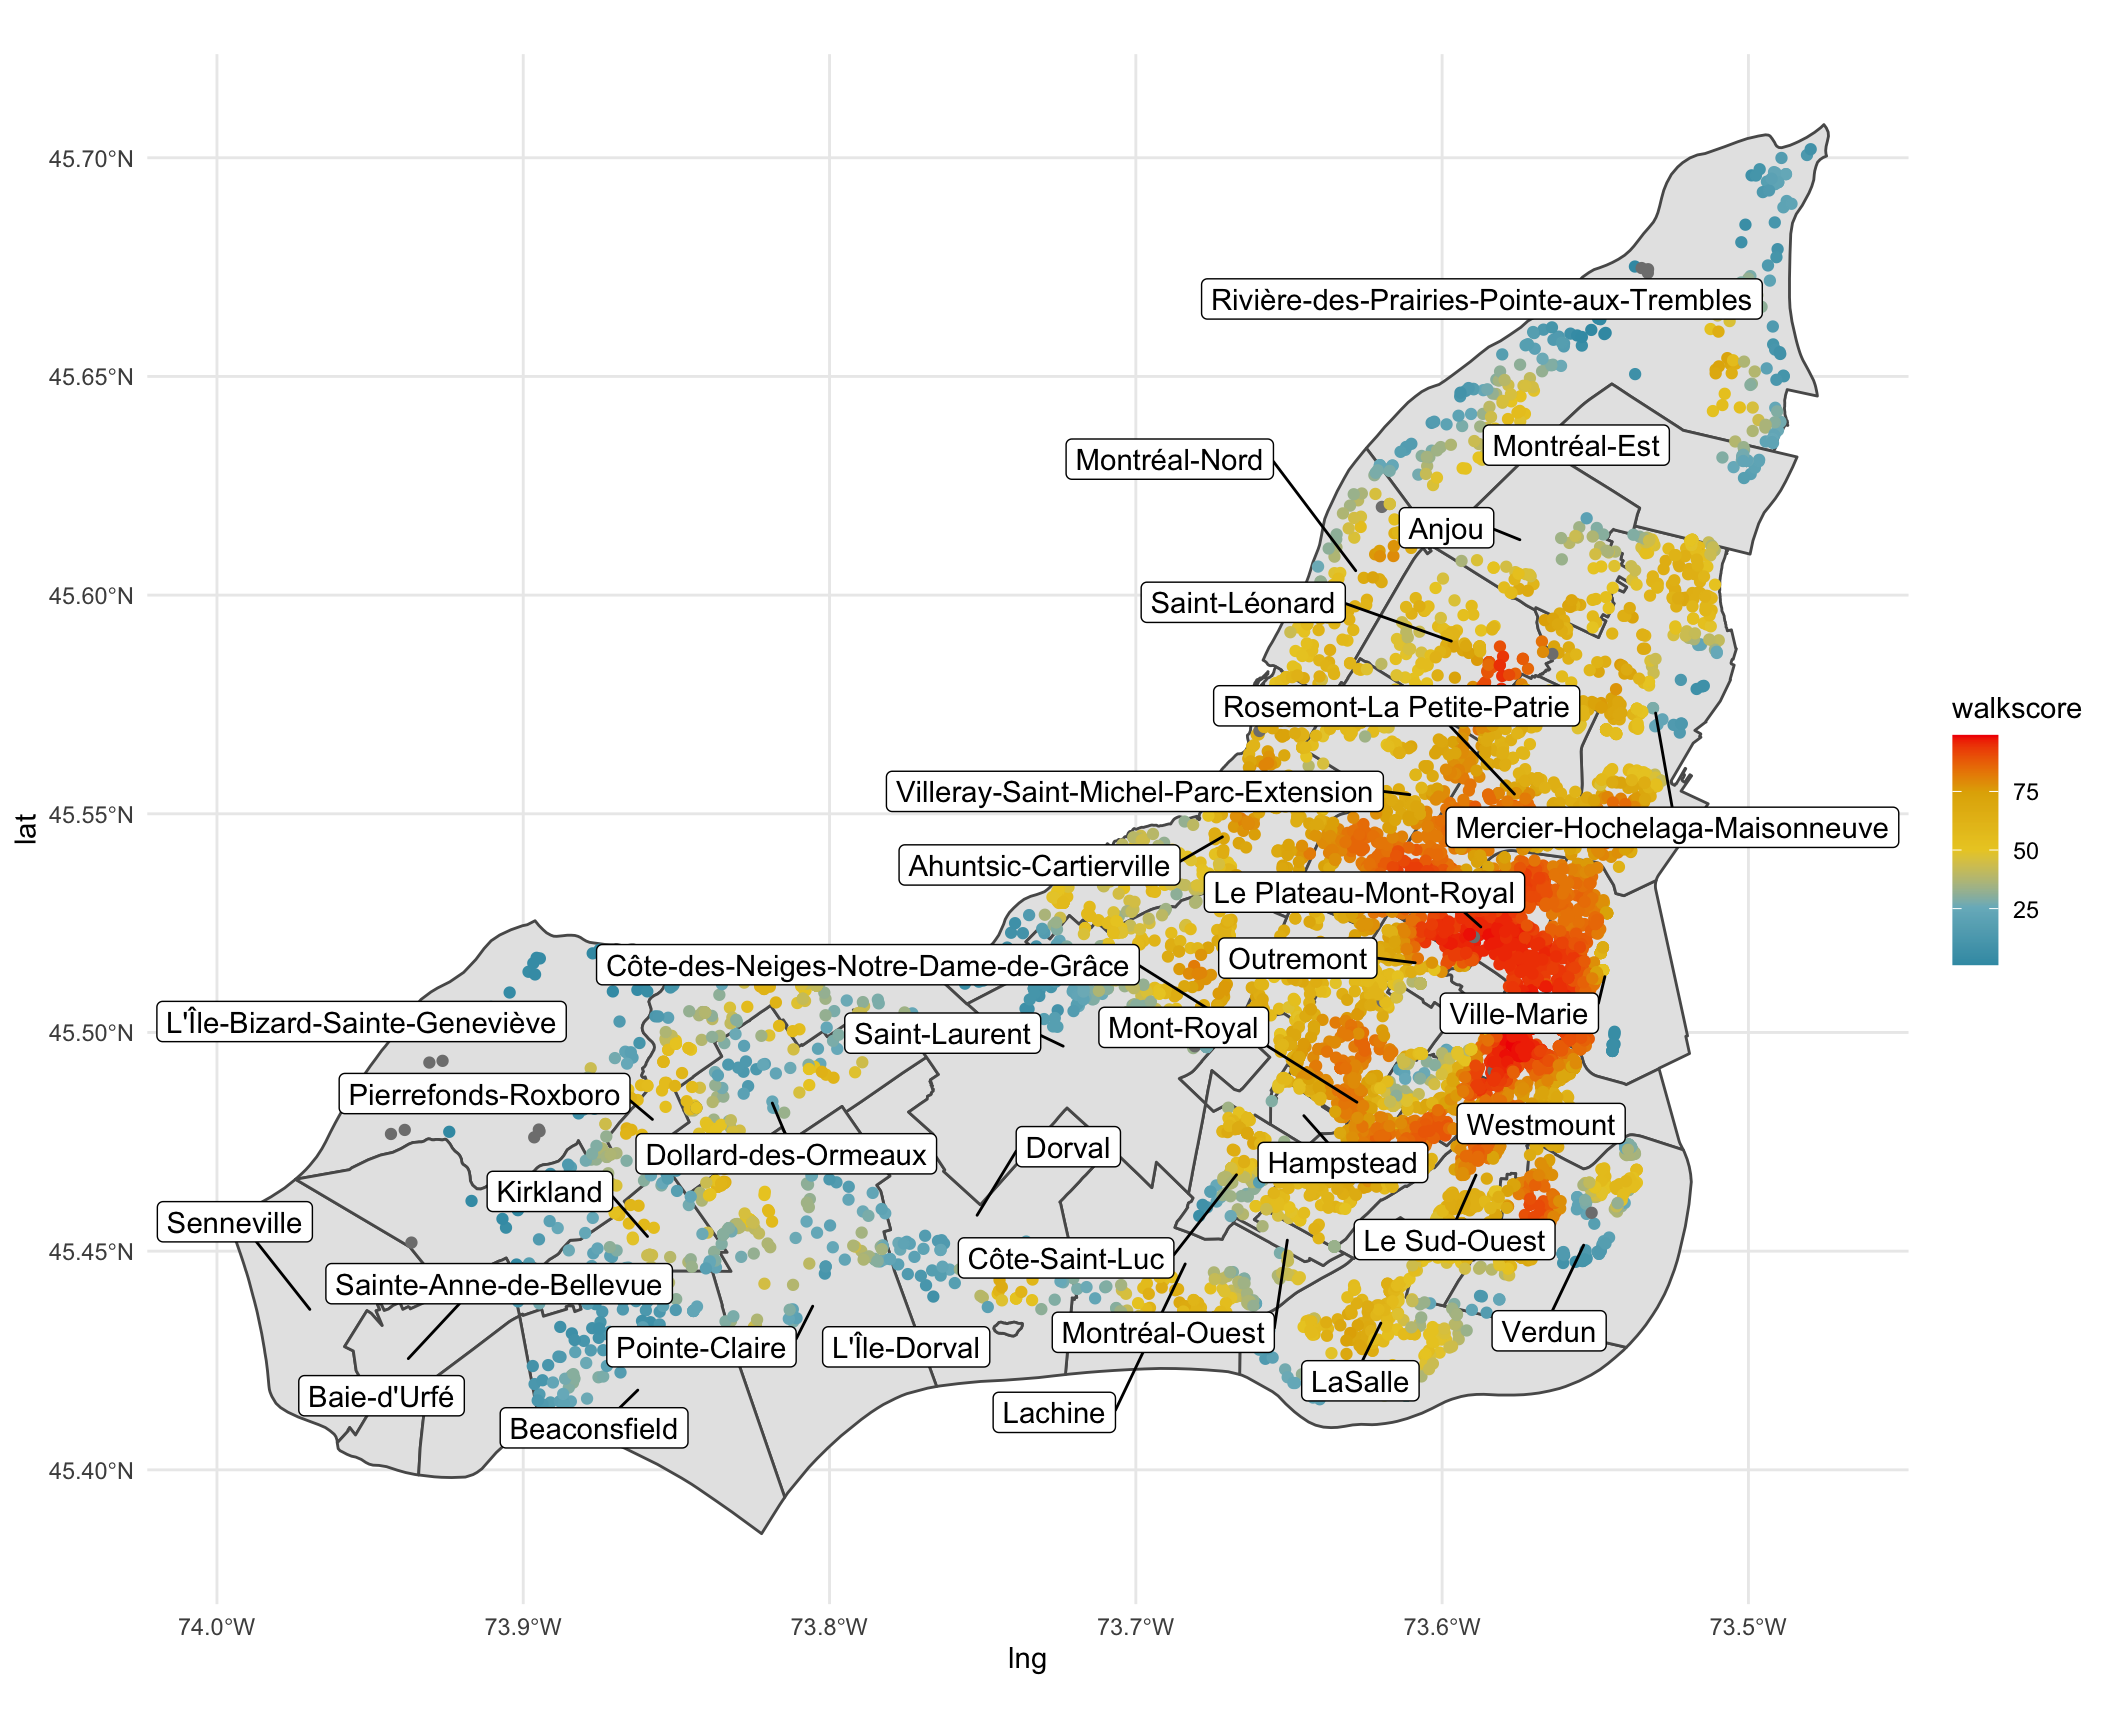 45.70°N
Rivière-des-Prairies-Pointe-aux-Trembles
45.65°N
Montréal-Est
Montréal-Nord
Anjou
45.60°N
Saint-Léonard
Rosemont-La Petite-Patrie
walkscore
75
50
25
Villeray-Saint-Michel-Parc-Extension
45.55°N
Mercier-Hochelaga-Maisonneuve
lat
Ahuntsic-Cartierville
Le Plateau-Mont-Royal
Outremont
Côte-des-Neiges-Notre-Dame-de-Grâce
Ville-Marie
L'Île-Bizard-Sainte-Geneviève
Mont-Royal
Saint-Laurent
45.50°N
Pierrefonds-Roxboro
Westmount
Dorval
Dollard-des-Ormeaux
Hampstead
Kirkland
Senneville
Le Sud-Ouest
45.45°N
Côte-Saint-Luc
Sainte-Anne-de-Bellevue
Verdun
Montréal-Ouest
Pointe-Claire
L'Île-Dorval
LaSalle
Baie-d'Urfé
Lachine
Beaconsfield
45.40°N
74.0°W
73.9°W
73.8°W
73.7°W
73.6°W
73.5°W
lng